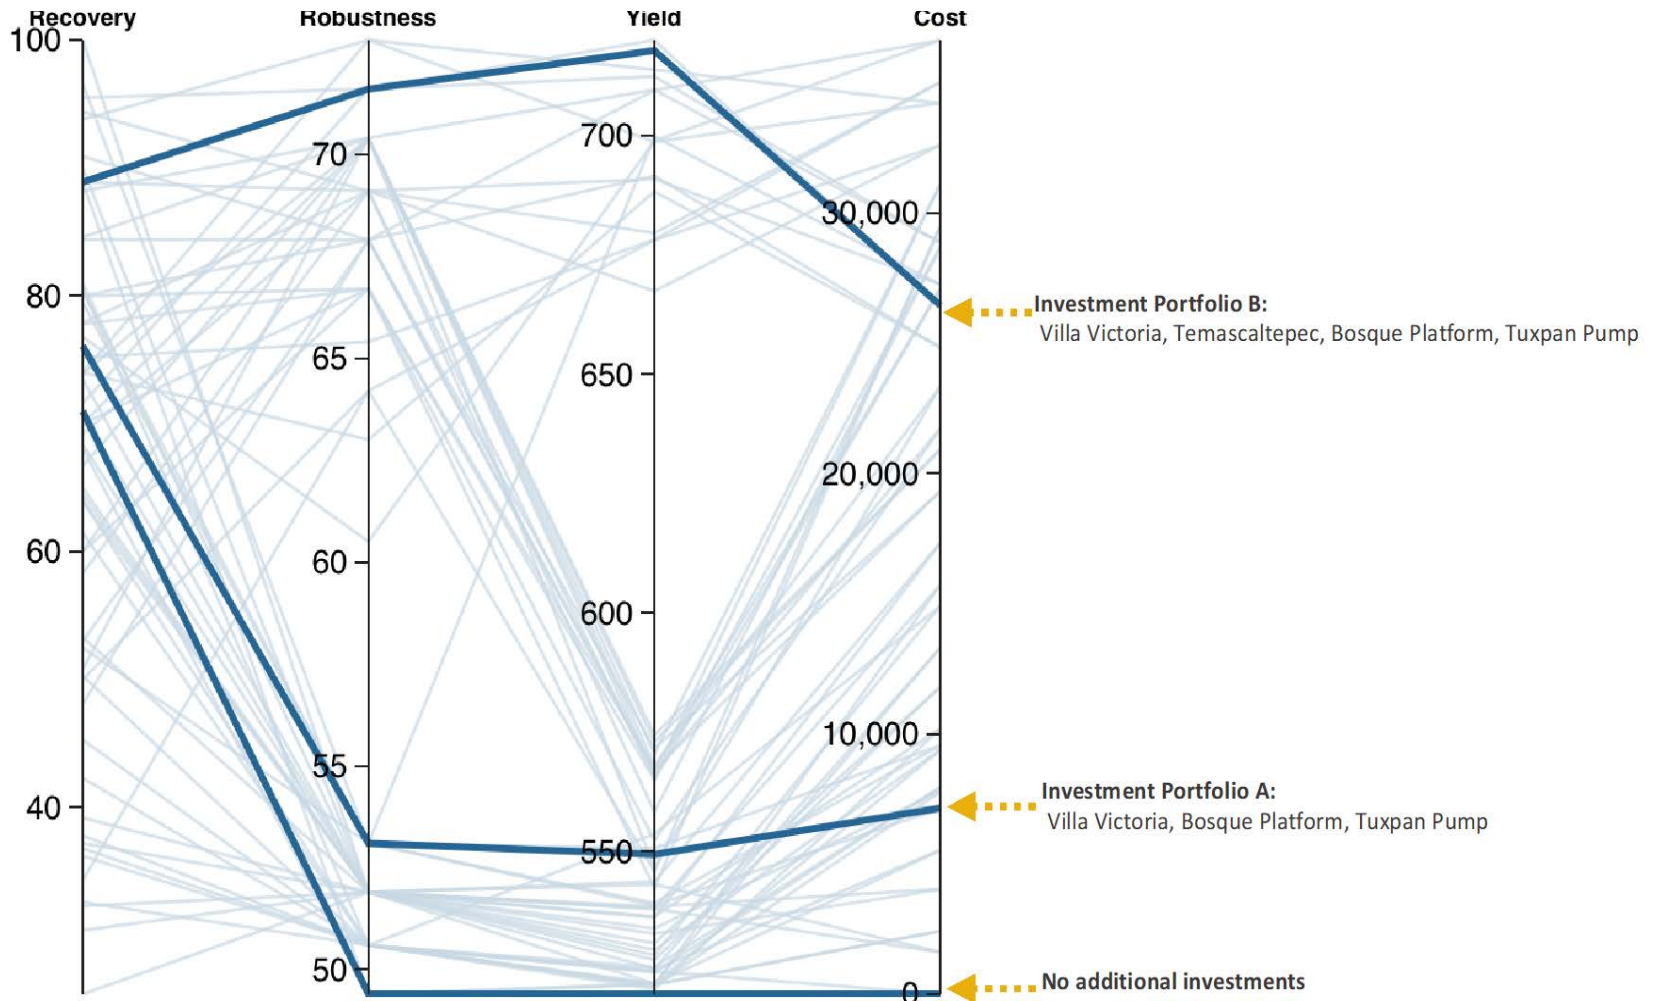 Recovery Robustness Yield Cost
100
70
700
30,000
80
Investment Portfolio B:
Villa Victoria, Temascaltepec, Bosque Platform, Tuxpan Pump
65
650
20,000
60
60
600
10,000
55
Investment Portfolio A:
40
Villa Victoria, Bosque Platform, Tuxpan Pump
550
50
No additional investments
0